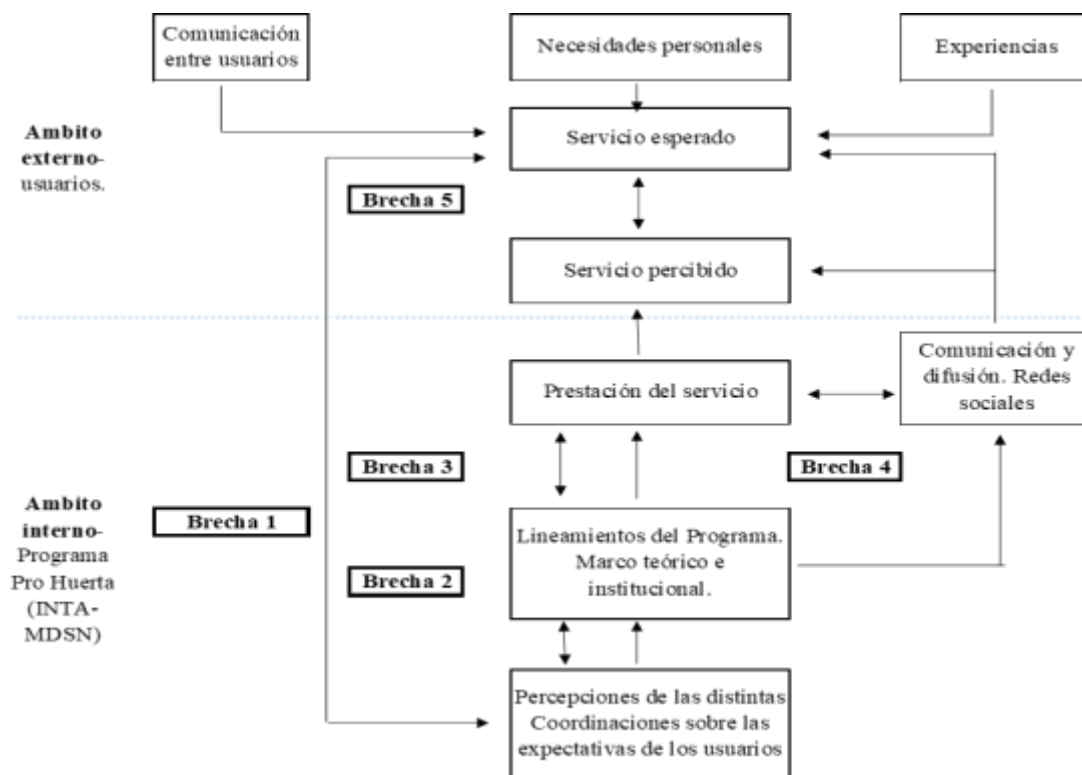 Comunicación
entre usuarios
Necesidades personales
Experiencias
Ambito
externo-
usuarios.
Servicio esperado
Brecha 5
Servicio percibido
Prestación del servicio
Comunicación y
difusión. Redes
sociales
Brecha 3
Brecha 4
Ambito
interno-
Programa
Pro Huerta
(INTA-
MDSN)
Brecha 1
Lineamientos del Programa.
Marco teórico e
institucional.
Brecha 2
Percepciones de las distintas
Coordinaciones sobre las
expectativas de los usuarios